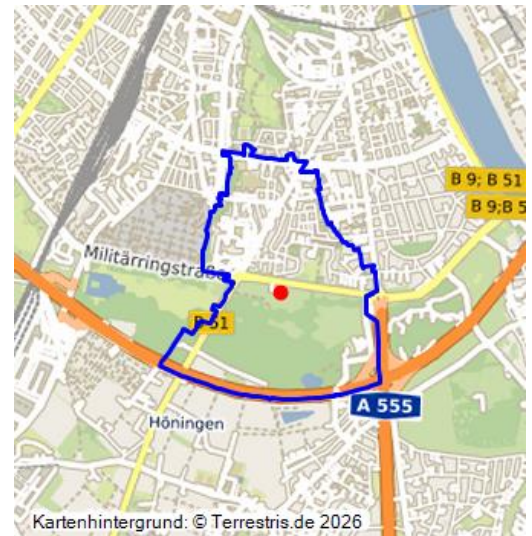 B 9; B 51
B 9;B 5
Militärringstraße
B 51
A 555
Höningen
Kartenhintergrund: © Terrestris.de 2026